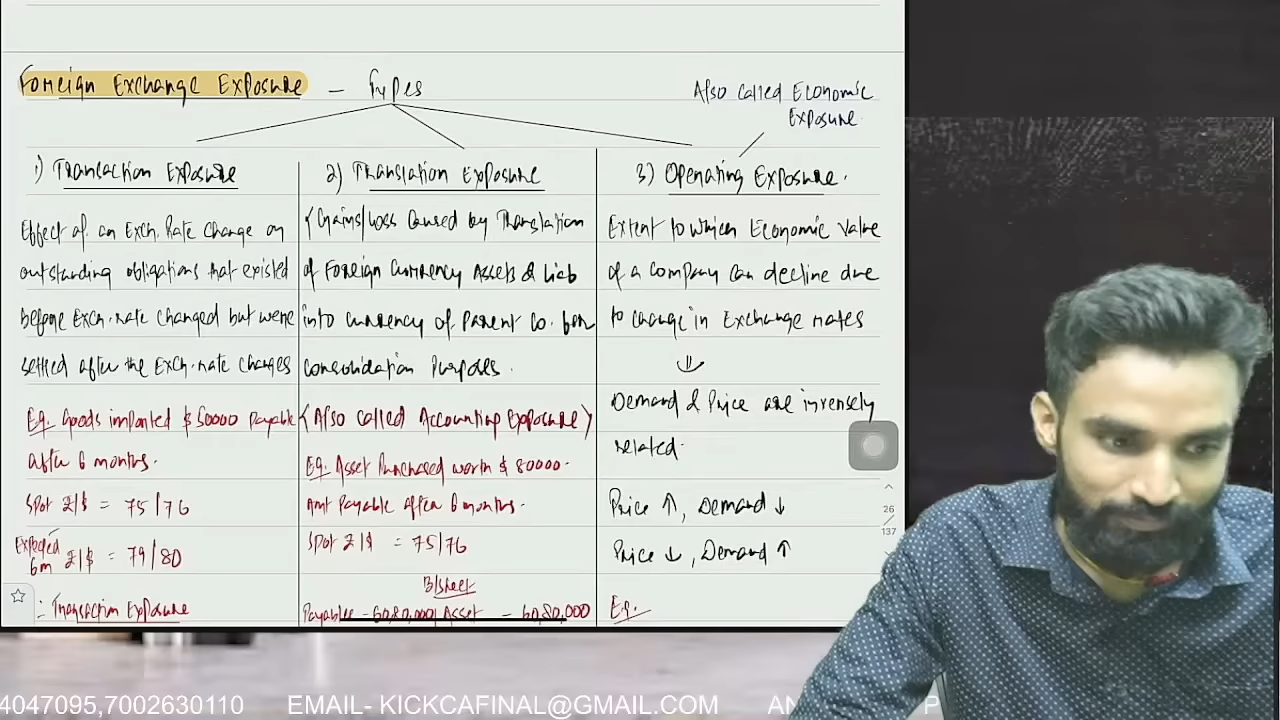 Foreign Exchange Exposure – Types
Also called Economic
Exposure
1) Transaction Exposure
Effect of an Exch. Rate change on
outstanding obligations that existed
before Exch. rate changed but were
settled after the Exch. rate changes
Eg. Goods imported $ 50000 Payable
after 6 months.
Spot ₹/$ = 75/76
Expected
6m ₹/$ = 79/80
∴ Transaction Exposure
2) Translation Exposure
{Gains/Loss caused by Translation
of Foreign Currency Assets & Liab
into Currency of Parent Co. for
Consolidation Purposes.
{Also called Accounting Exposure}
Eg. Asset Purchased worth $ 80000.
Amt Payable after 6 months.
Spot ₹/$ = 75/76
B/Sheet
Payable – 60,80,000 Asset – 60,80,000
3) Operating Exposure.
Extent to which Economic Value
of a Company can decline due
to change in Exchange rates
⇓
Demand & Price are inversely
related.
Price ↑, Demand ↓
Price ↓, Demand ↑
Eg.
26
/
137
4047095,7002630110 EMAIL- KICKCAFINAL@GMAIL.COM AN P